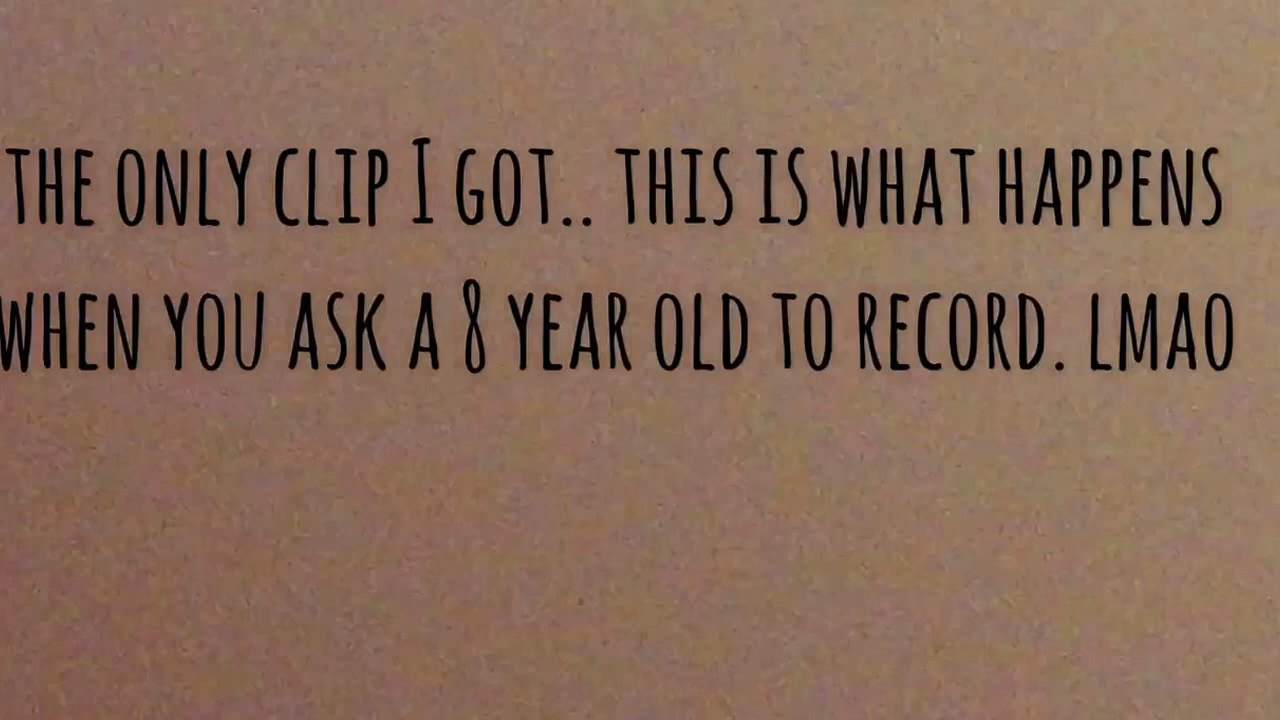 THE ONLY CLIP I GOT.. THIS IS WHAT HAPPENS
WHEN YOU ASK A 8 YEAR OLD TO RECORD. LMAO